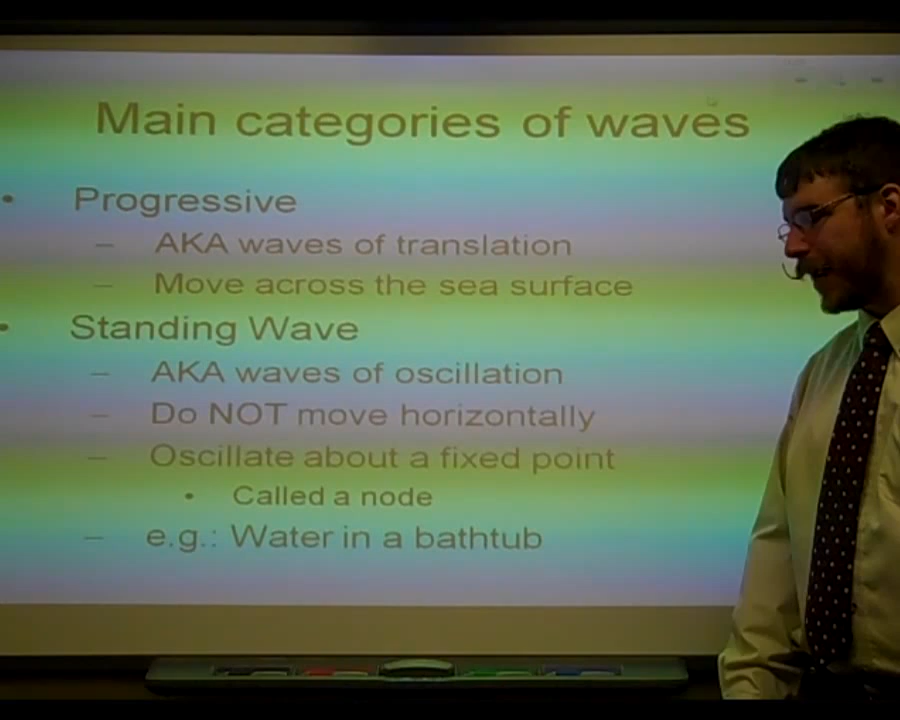 Main categories of waves
• Progressive
– AKA waves of translation
– Move across the sea surface
• Standing Wave
– AKA waves of oscillation
– Do NOT move horizontally
– Oscillate about a fixed point
• Called a node
– e.g.: Water in a bathtub